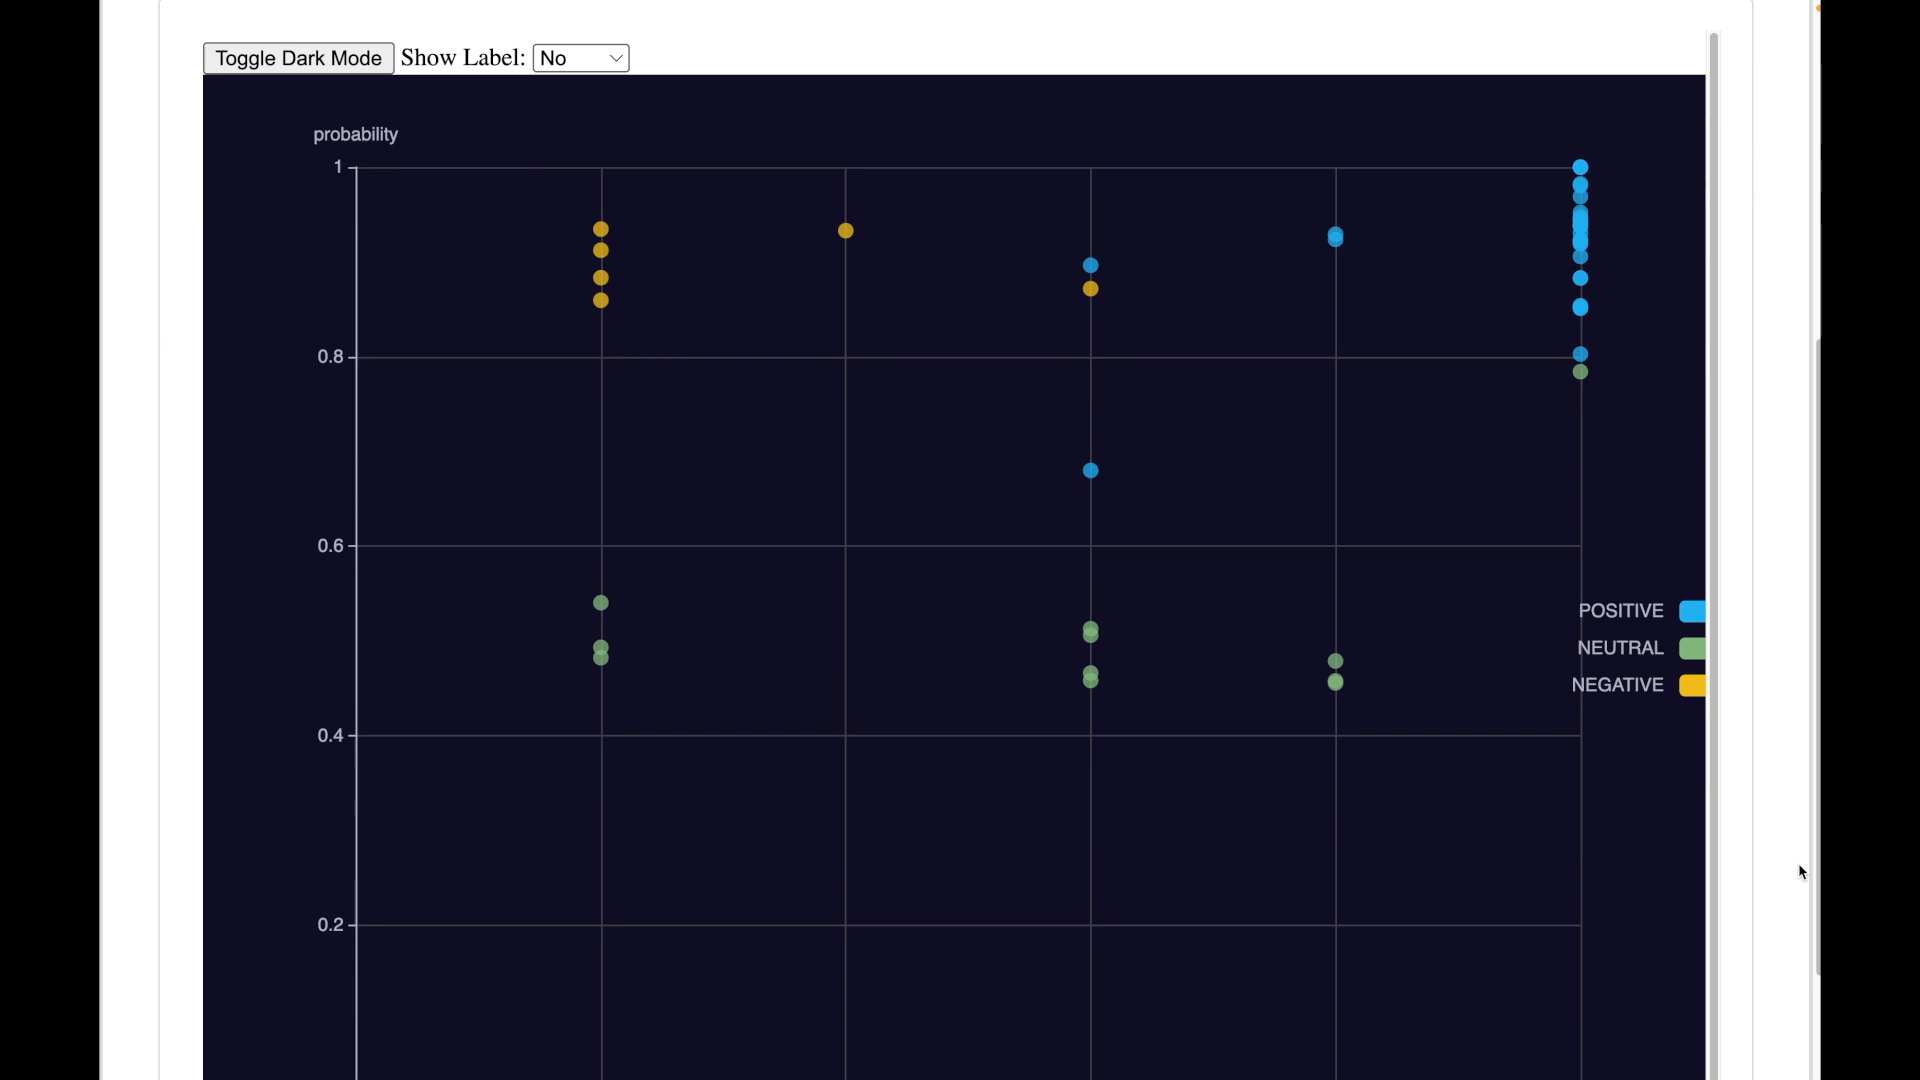 Toggle Dark Mode Show Label: No
probability
1
0.8
0.6
POSITIVE
NEUTRAL
NEGATIVE
0.4
0.2